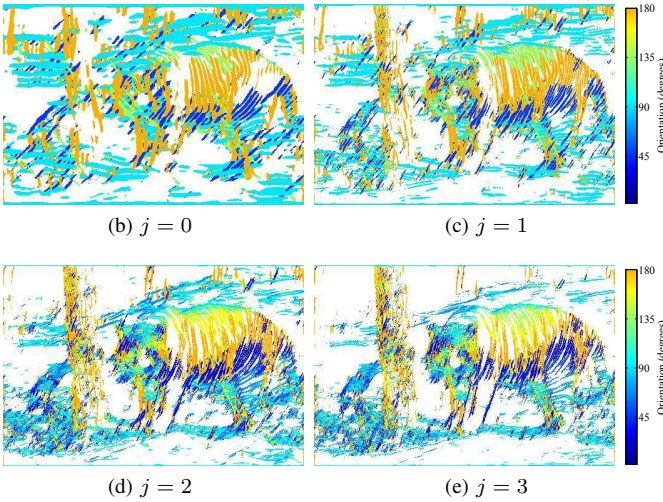 180
135
90
45
Orientation (degrees)
(b) j = 0
(c) j = 1
180
135
90
45
Orientation (degrees)
(d) j = 2
(e) j = 3